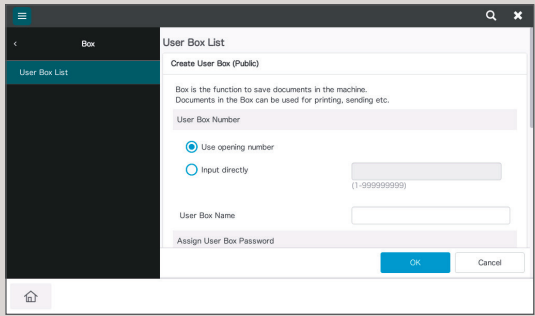 Box
User Box List
User Box List
Create User Box (Public)
Box is the function to save documents in the machine.
Documents in the Box can be used for printing, sending etc.
User Box Number
Use opening number
Input directly
(1-999999999)
User Box Name
Assign User Box Password
OK
Cancel